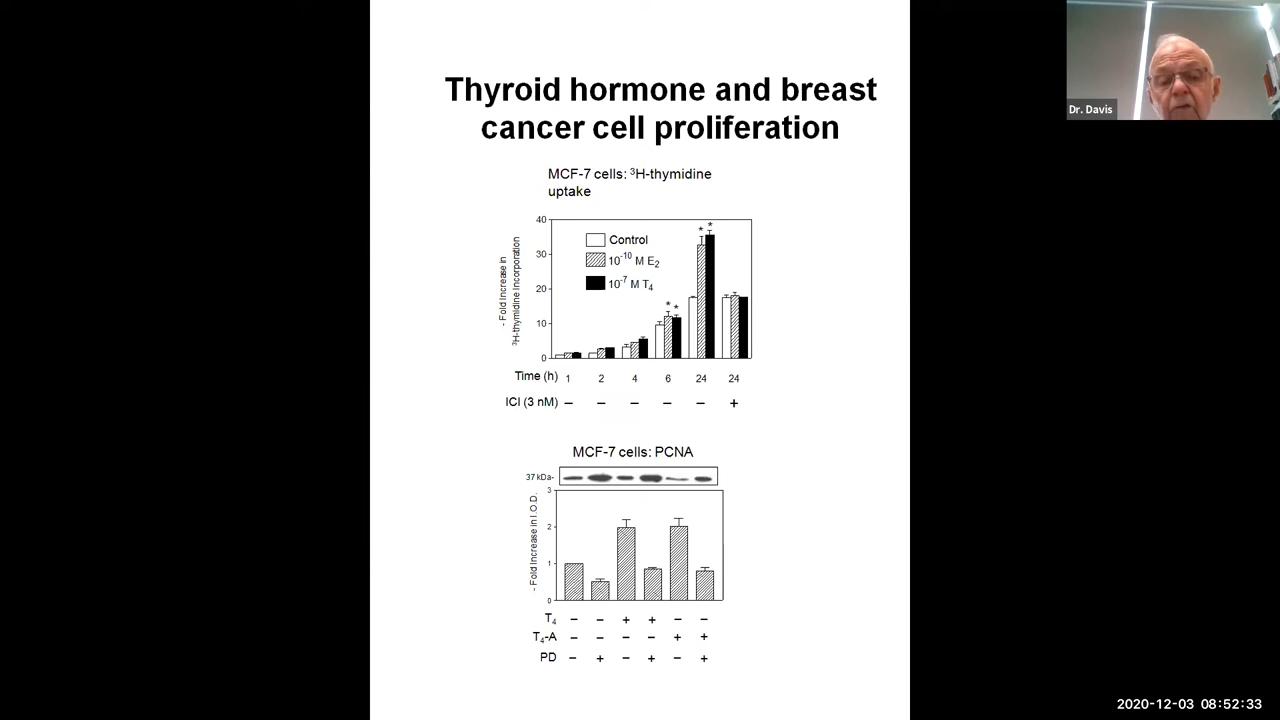 Thyroid hormone and breast
cancer cell proliferation
Dr. Davis
MCF-7 cells: ³H-thymidine
uptake
- Fold Increase in
³H-thymidine Incorporation
40
30
20
10
0
Control
10⁻¹⁰ M E₂
10⁻⁷ M T₄
* *
* *
Time (h) 1 2 4 6 24 24
ICI (3 nM) – – – – – +
MCF-7 cells: PCNA
37 kDa-
- Fold Increase in I.O.D.
3
2
1
0
T₄ – – + + – –
T₄-A – – – – + +
PD – + – + – +
2020-12-03 08:52:33